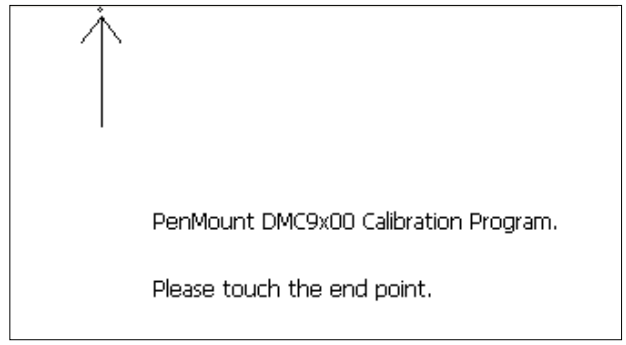 PenMount DMC9x00 Calibration Program.
Please touch the end point.